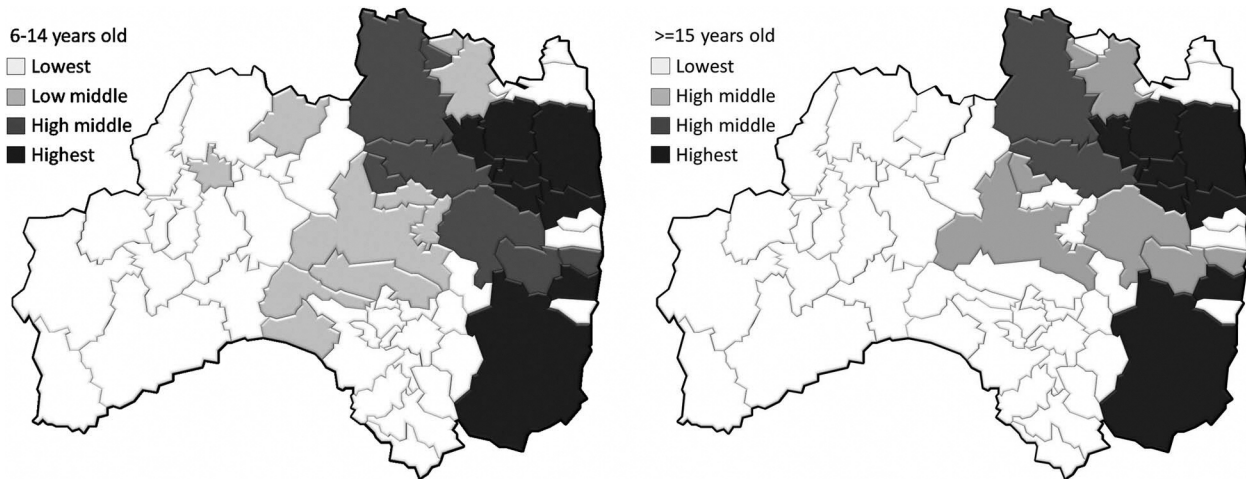 6-14 years old
Lowest
Low middle
High middle
Highest
>=15 years old
Lowest
High middle
High middle
Highest